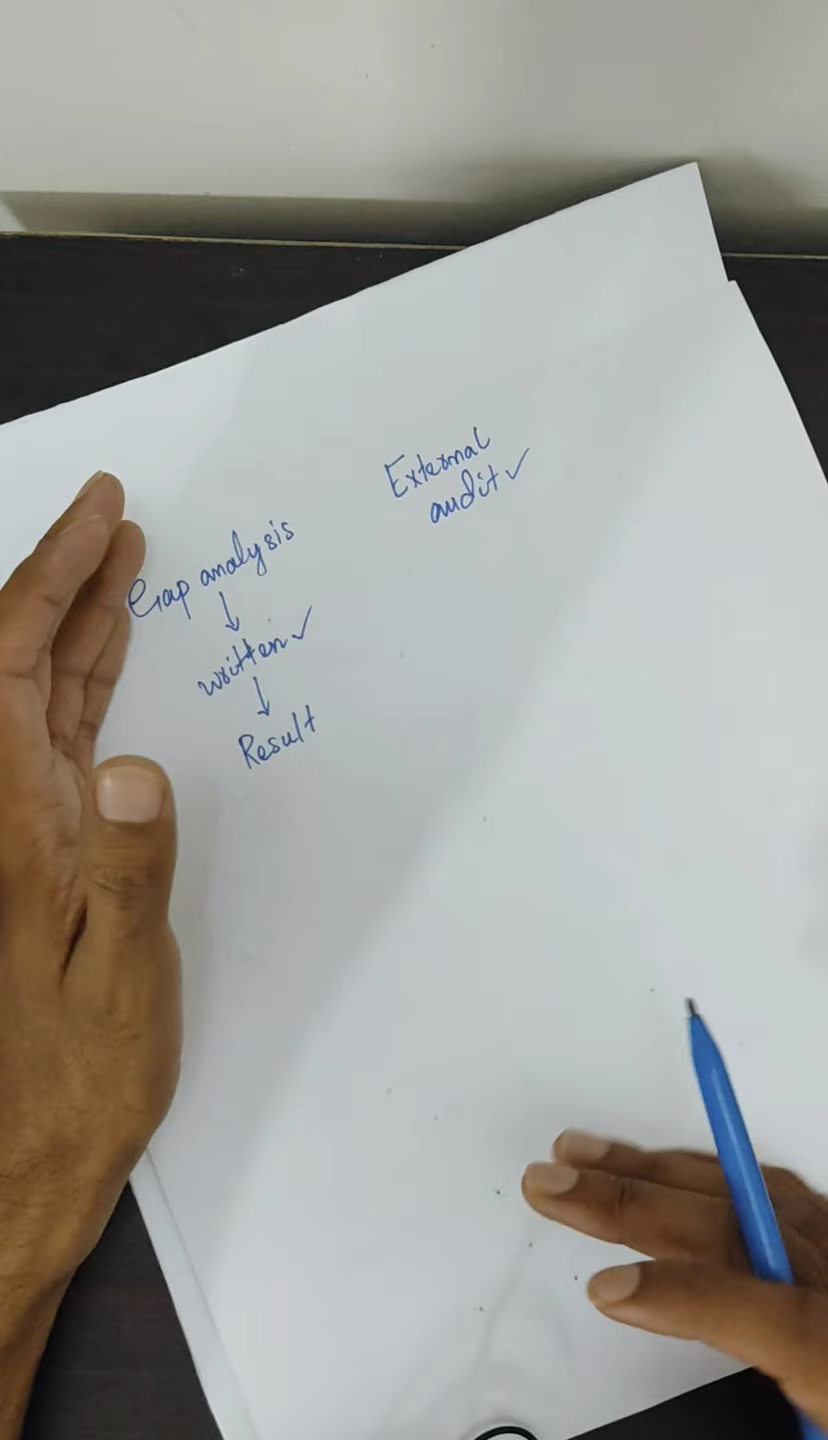 External
audit ✓
Gap analysis
↓
written ✓
↓
Result